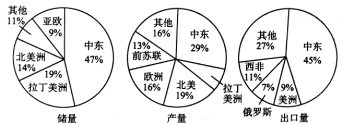 其他
11%
亚欧
9%
中东
47%
北美洲
14%
19%
拉丁美洲
储量
其他
16%
中东
29%
13%
前苏联
欧洲
16%
北美
19%
拉丁
美洲
产量
其他
27%
中东
45%
西非
11%
7%
9%
美洲
俄罗斯
出口量